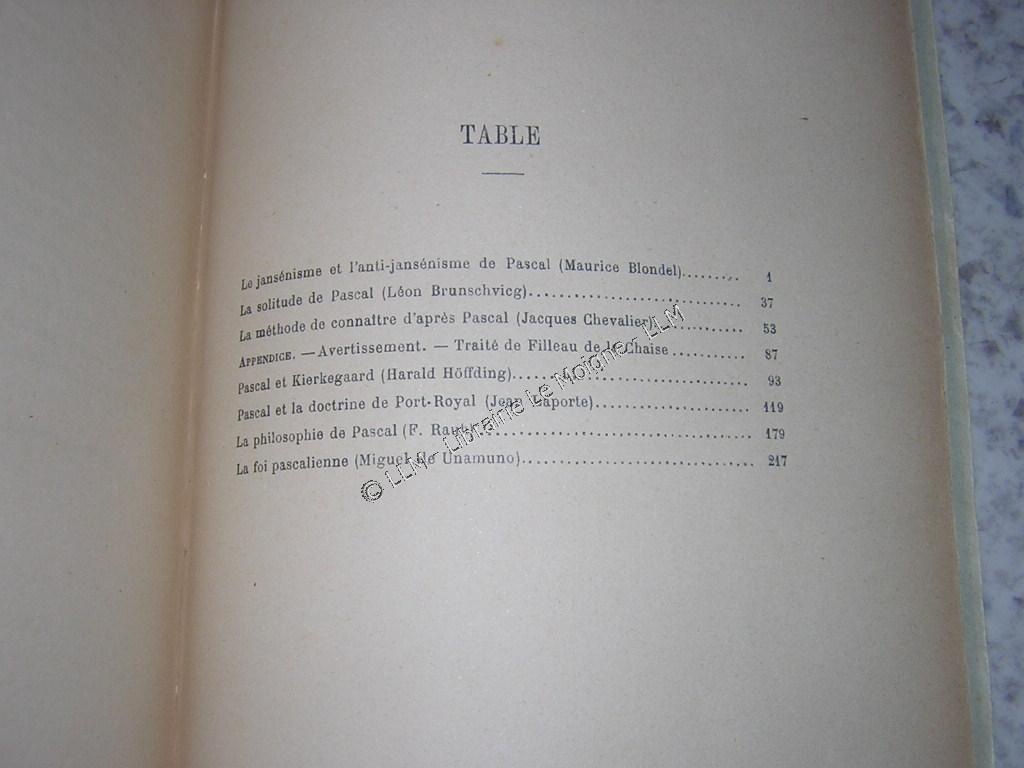 TABLE
Le jansénisme et l'anti-jansénisme de Pascal (Maurice Blondel)........ 1
La solitude de Pascal (Léon Brunschvicg)............................ 37
La méthode de connaître d'après Pascal (Jacques Chevalier)........... 53
APPENDICE. — Avertissement. — Traité de Filleau de la Chaise.......... 87
Pascal et Kierkegaard (Harald Höffding).............................. 93
Pascal et la doctrine de Port-Royal (Jean Laporte)................... 119
La philosophie de Pascal (F. Rauh)................................. 179
La foi pascalienne (Miguel de Unamuno).............................. 217
© LLM - Librairie Le Moigne - LLM